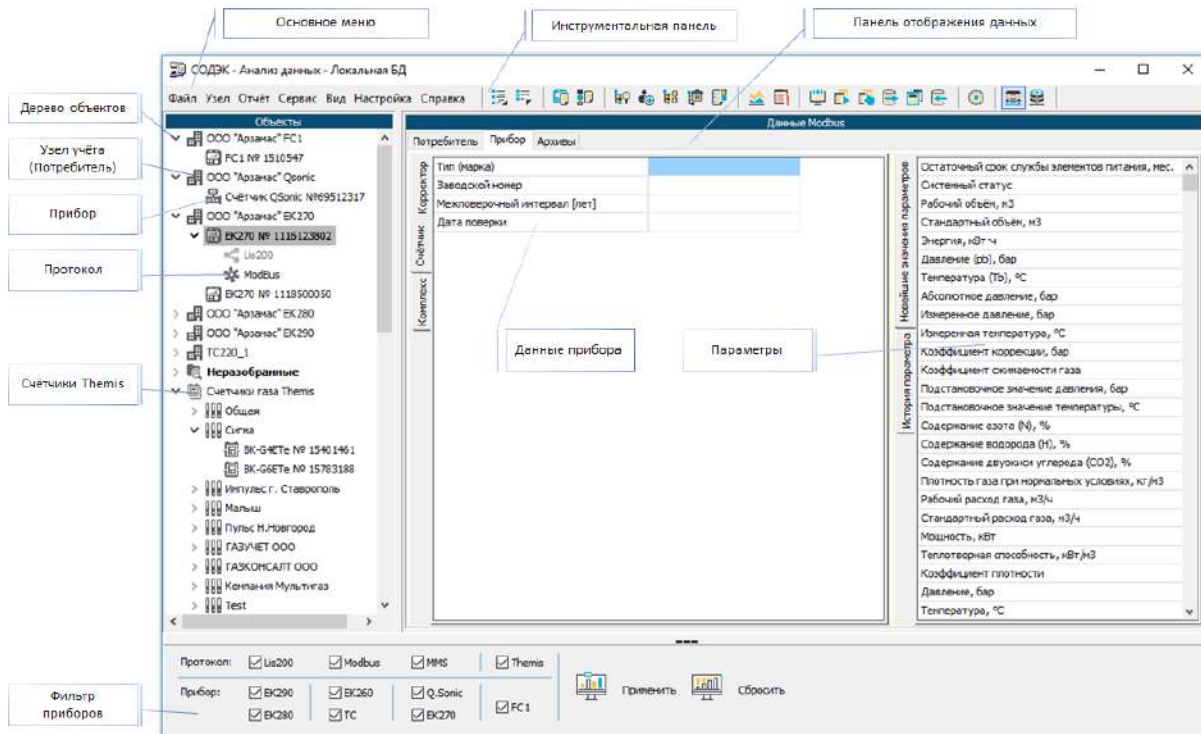 Основное меню
Инструментальная панель
Панель отображения данных
СОДЭК - Анализ данных - Локальная БД
Файл Узел Отчёт Сервис Вид Настройка Справка
Дерево объектов
Узел учёта
(Потребитель)
Прибор
Протокол
Счётчики Themis
Фильтр
приборов
Объекты
ООО "Арзамас" FC1
FC1 № 1510547
ООО "Арзамас" Qsonic
Счётчик QSonic №69512317
ООО "Арзамас" EK270
EK270 № 1116123802
Lis200
ModBus
EK270 № 1118500050
ООО "Арзамас" EK280
ООО "Арзамас" EK290
TC220_1
Неразобранные
Счетчики газа Themis
Общая
Сигма
BK-G4ETe № 15401461
BK-G6ETe № 15783188
Импульс г. Ставрополь
Малыш
Пульс Н.Новгород
ГАЗУЧЕТ ООО
ГАЗКОНСАЛТ ООО
Компания Мультигаз
Test
Данные Modbus
Потребитель Прибор Архивы
Корректор
Счётчик
Комплекс
Тип (марка)
Заводской номер
Межповерочный интервал [лет]
Дата поверки
Данные прибора
Параметры
Новейшие значения параметров
История параметра
Остаточный срок службы элементов питания, мес.
Системный статус
Рабочий объём, м3
Стандартный объём, м3
Энергия, кВт·ч
Давление (pb), бар
Температура (Tb), °C
Абсолютное давление, бар
Измеренное давление, бар
Измеренная температура, °C
Коэффициент коррекции, бар
Коэффициент сжимаемости газа
Подстановочное значение давления, бар
Подстановочное значение температуры, °C
Содержание азота (N), %
Содержание водорода (H), %
Содержание двуокиси углерода (CO2), %
Плотность газа при нормальных условиях, кг/м3
Рабочий расход газа, м3/ч
Стандартный расход газа, м3/ч
Мощность, кВт
Теплотворная способность, кВт/м3
Коэффициент плотности
Давление, бар
Температура, °C
Протокол: Lis200 Modbus MMS Themis
Прибор: EK290 EK260 Q.Sonic FC1
EK280 TC EK270
Применить Сбросить